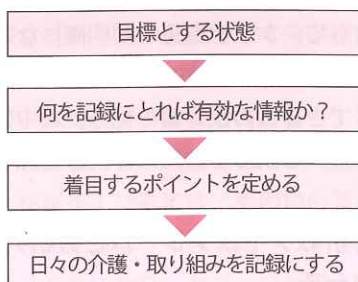 目標とする状態
何を記録にとれば有効な情報か？
着目するポイントを定める
日々の介護・取り組みを記録にする